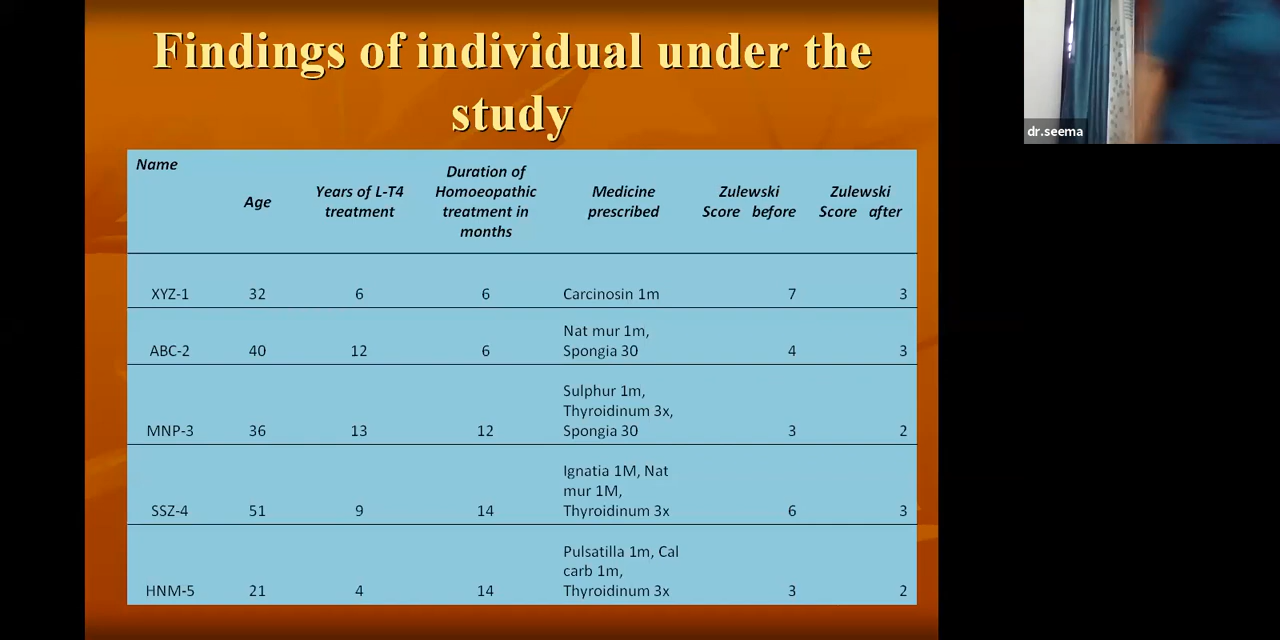 Findings of individual under the
study
dr.seema
Name
Age
Years of L-T4
treatment
Duration of
Homoeopathic
treatment in
months
Medicine
prescribed
Zulewski
Score before
Zulewski
Score after
XYZ-1 32 6 6 Carcinosin 1m 7 3
Nat mur 1m,
ABC-2 40 12 6 Spongia 30 4 3
Sulphur 1m,
Thyroidinum 3x,
MNP-3 36 13 12 Spongia 30 3 2
Ignatia 1M, Nat
mur 1M,
SSZ-4 51 9 14 Thyroidinum 3x 6 3
Pulsatilla 1m, Cal
carb 1m,
HNM-5 21 4 14 Thyroidinum 3x 3 2